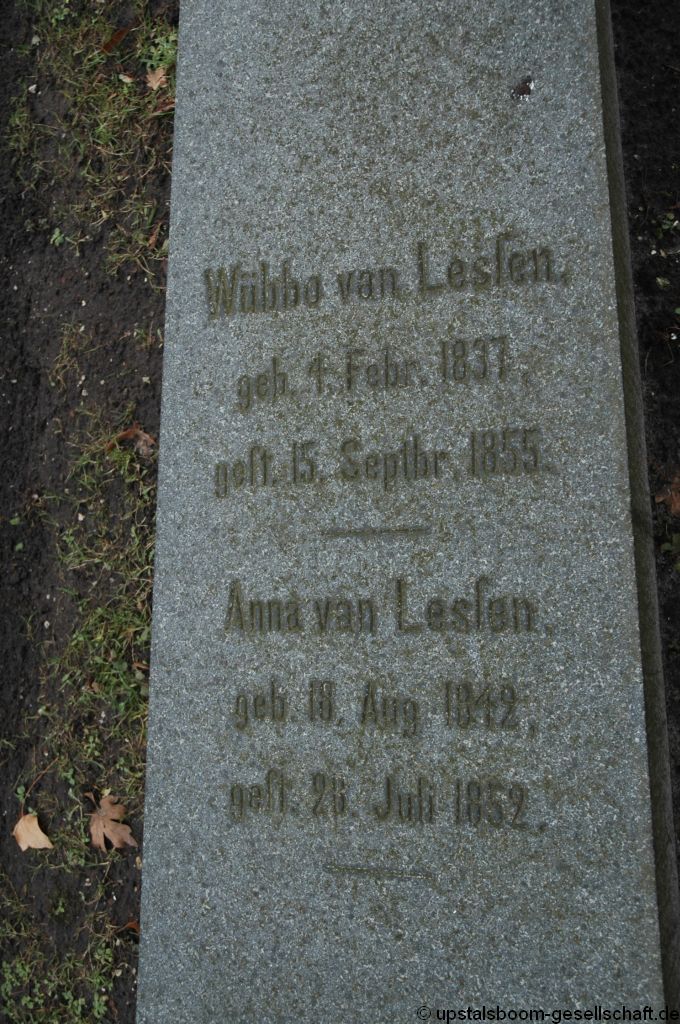 Wübbo van Lesſen,
geb. 4. Febr. 1837,
geſt. 15. Septbr. 1855.
Anna van Lesſen,
geb. 18. Aug. 1842,
geſt. 28. Juli 1852,
© upstalsboom-gesellschaft.de